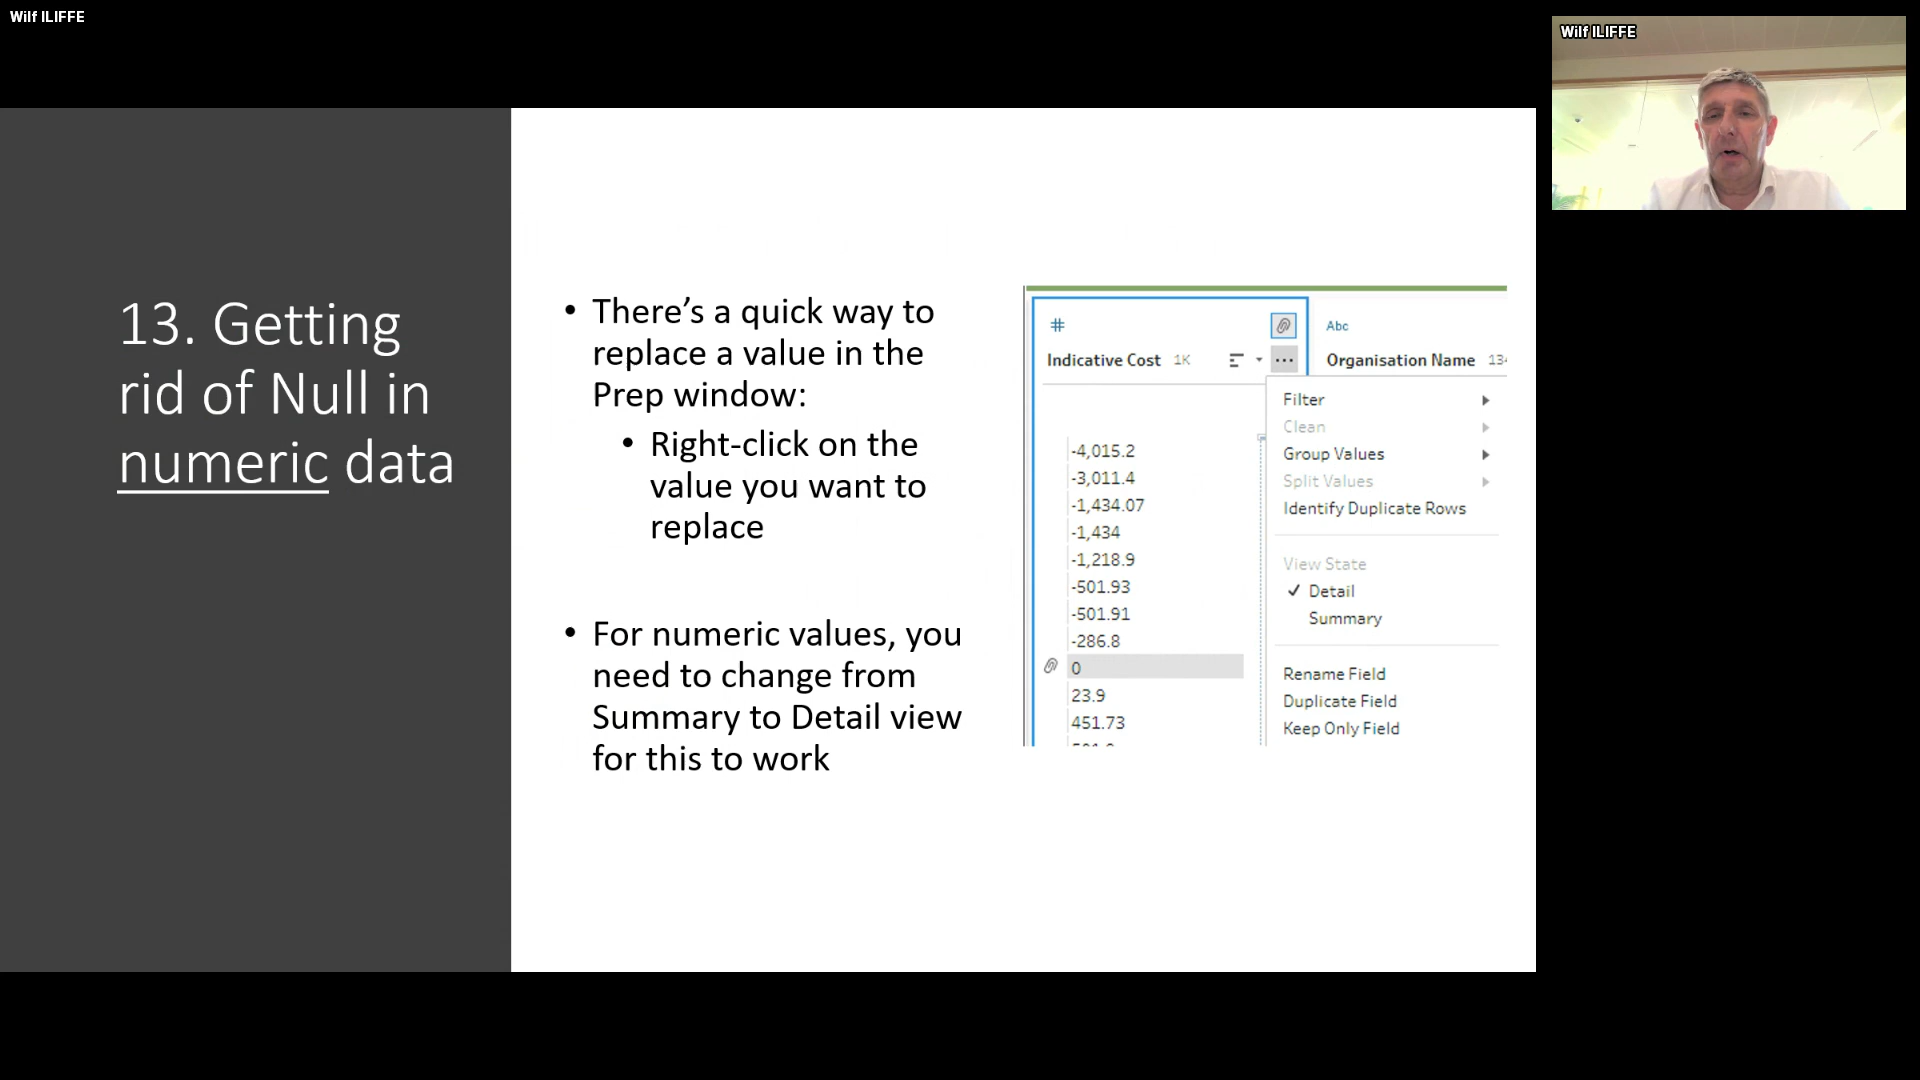 Wilf ILIFFE
Wilf ILIFFE
13. Getting
rid of Null in
numeric data
• There’s a quick way to
replace a value in the
Prep window:
• Right-click on the
value you want to
replace
• For numeric values, you
need to change from
Summary to Detail view
for this to work
#
Abc
Indicative Cost 1K
Organisation Name
-4,015.2
-3,011.4
-1,434.07
-1,434
-1,218.9
-501.93
-501.91
-286.8
0
23.9
451.73
Filter
Clean
Group Values
Split Values
Identify Duplicate Rows
View State
✓ Detail
Summary
Rename Field
Duplicate Field
Keep Only Field